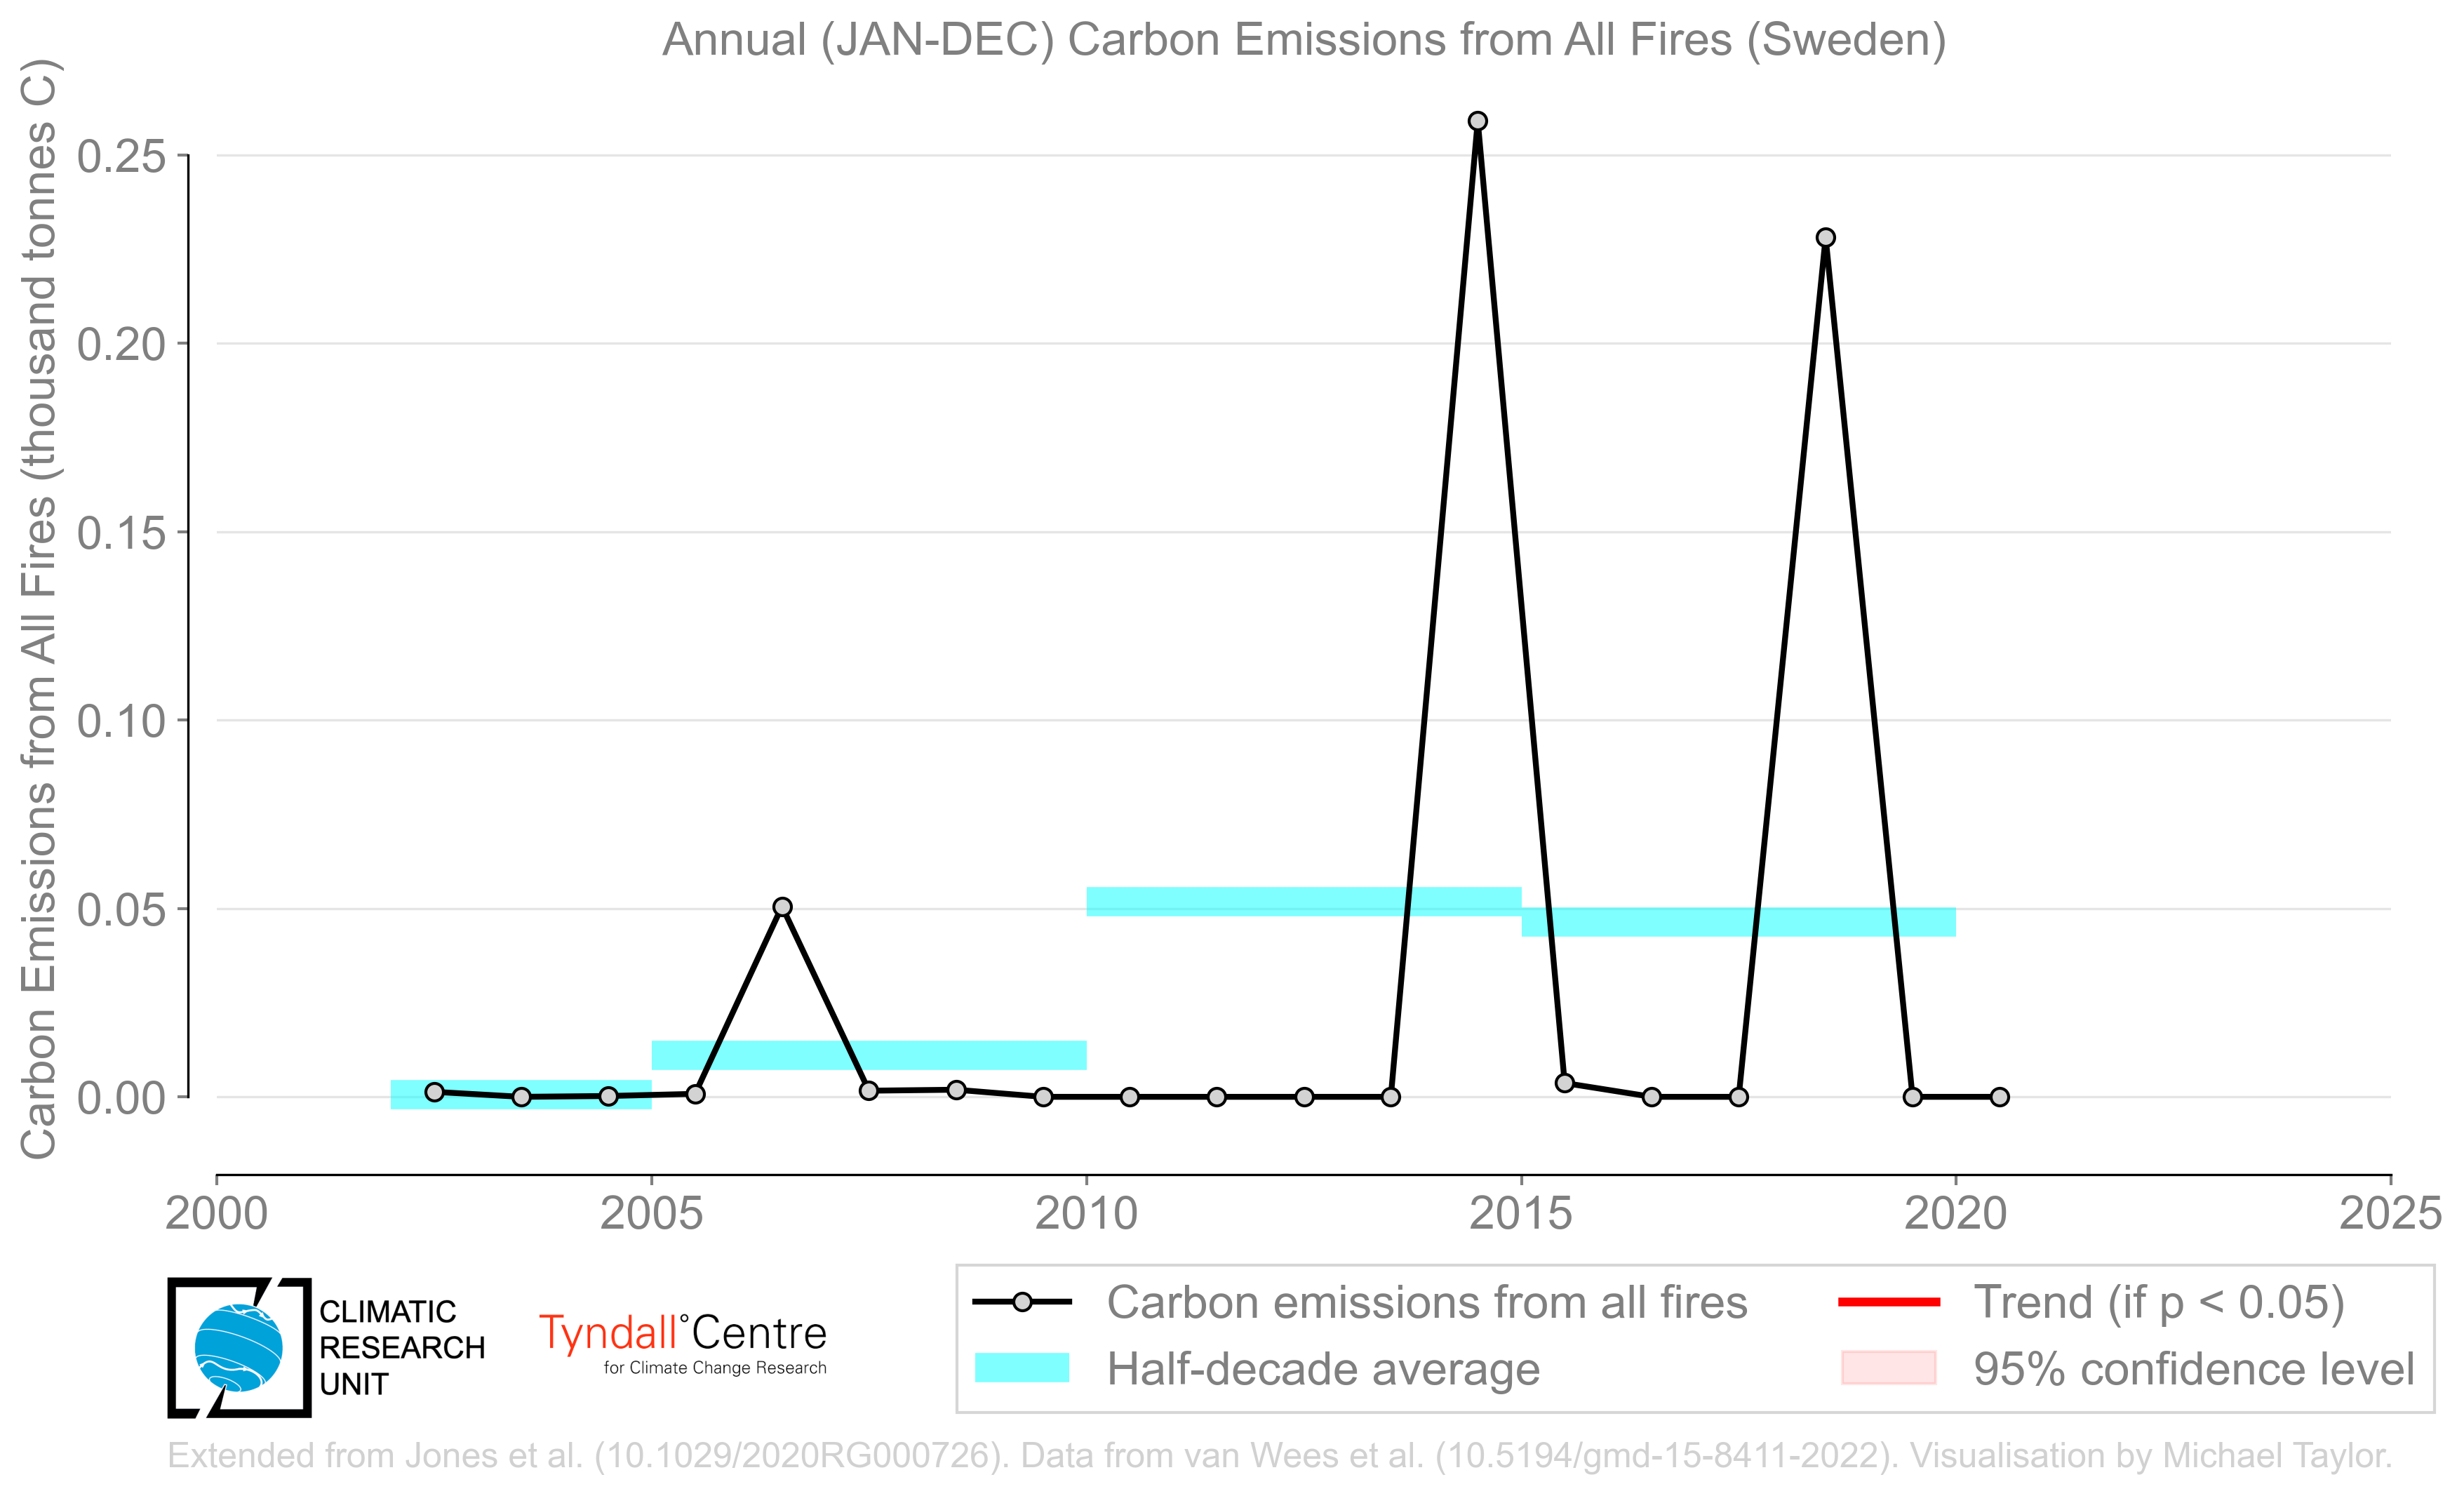 Annual (JAN-DEC) Carbon Emissions from All Fires (Sweden)
Carbon Emissions from All Fires (thousand tonnes C)
0.25
0.20
0.15
0.10
0.05
0.00
2000
2005
2010
2015
2020
2025
CLIMATIC
RESEARCH
UNIT
Tyndall°Centre
for Climate Change Research
Carbon emissions from all fires
Half-decade average
Trend (if p < 0.05)
95% confidence level
Extended from Jones et al. (10.1029/2020RG000726). Data from van Wees et al. (10.5194/gmd-15-8411-2022). Visualisation by Michael Taylor.